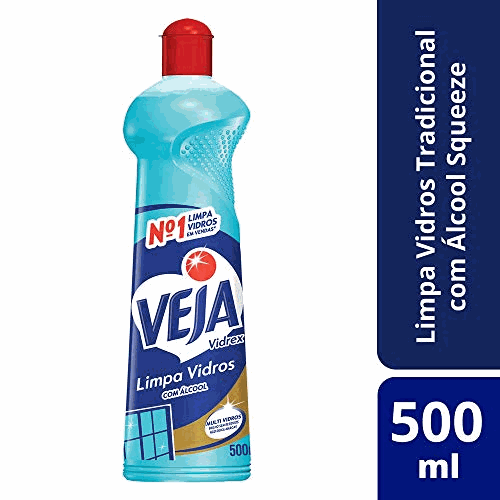 Nº1 LIMPA
VIDROS
EM VENDAS*
VEJA
Vidrex
Limpa Vidros
COM ÁLCOOL
MULTI VIDROS
500
Limpa Vidros Tradicional
com Álcool Squeeze
500
ml